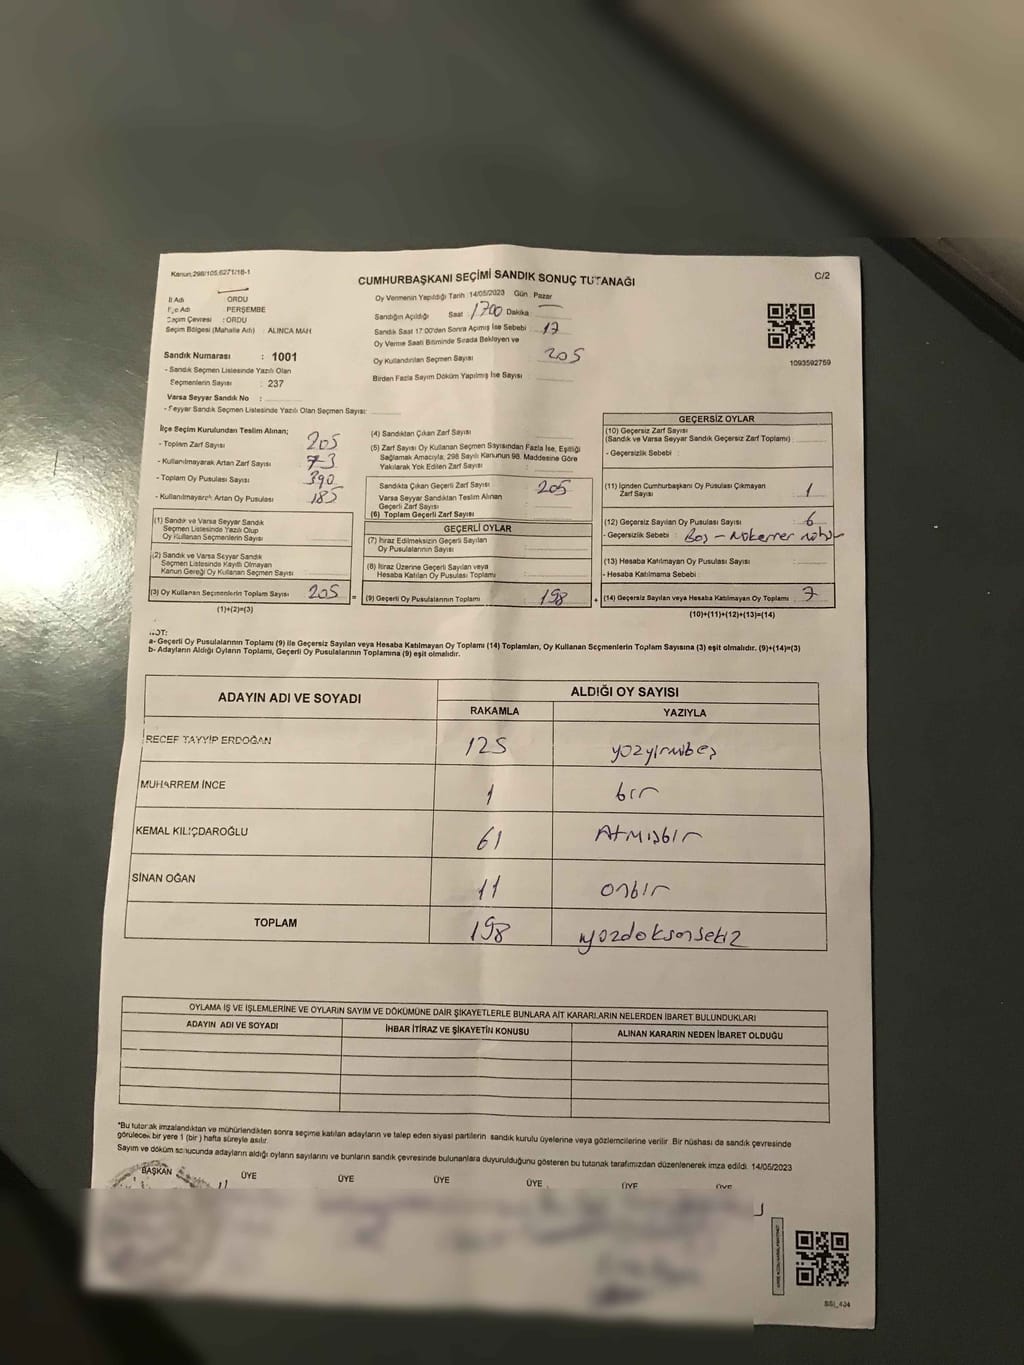 Kanun:298/105,6271/18-1
CUMHURBAŞKANI SEÇİMİ SANDIK SONUÇ TUTANAĞI
C/2
İl Adı ORDU
İlçe Adı PERŞEMBE
Seçim Çevresi : ORDU
Seçim Bölgesi (Mahalle Adı) : ALINCA MAH
Sandık Numarası : 1001
- Sandık Seçmen Listesinde Yazılı Olan
Seçmenlerin Sayısı : 237
Varsa Seyyar Sandık No :
- Seyyar Sandık Seçmen Listesinde Yazılı Olan Seçmen Sayısı:
Oy Vermenin Yapıldığı Tarih :14/05/2023 Gün : Pazar
Sandığın Açıldığı Saat : 1700 Dakika :
Sandık Saat 17:00'den Sonra Açımış İse Sebebi : 17
Oy Verme Saati Bitiminde Sırada Bekleyen ve
Oy Kullandırılan Seçmen Sayısı 205
Birden Fazla Sayım Döküm Yapılmış İse Sayısı :
1093592759
İlçe Seçim Kurulundan Teslim Alınan;
- Toplam Zarf Sayısı 205
- Kullanılmayarak Artan Zarf Sayısı 73
- Toplam Oy Pusulası Sayısı 390
- Kullanılmayarak Artan Oy Pusulası 185
(1) Sandık ve Varsa Seyyar Sandık
Seçmen Listesinde Yazılı Olup
Oy Kullanan Seçmenlerin Sayısı :
(2) Sandık ve Varsa Seyyar Sandık
Seçmen Listesinde Kayıtlı Olmayan
Kanun Gereği Oy Kullanan Seçmen Sayısı :
(3) Oy Kullanan Seçmenlerin Toplam Sayısı : 205 =
(1)+(2)=(3)
(4) Sandıktan Çıkan Zarf Sayısı :
(5) Zarf Sayısı Oy Kullanan Seçmen Sayısından Fazla İse, Eşitliği
Sağlamak Amacıyla, 298 Sayılı Kanunun 98. Maddesine Göre
Yakılarak Yok Edilen Zarf Sayısı :
Sandıkta Çıkan Geçerli Zarf Sayısı : 205
Varsa Seyyar Sandıktan Teslim Alınan
Geçerli Zarf Sayısı :
(6) Toplam Geçerli Zarf Sayısı :
GEÇERLİ OYLAR
(7) İtiraz Edilmeksizin Geçerli Sayılan
Oy Pusulalarının Sayısı :
(8) İtiraz Üzerine Geçerli Sayılan veya
Hesaba Katılan Oy Pusulası Toplamı :
(9) Geçerli Oy Pusulalarının Toplamı : 198 +
GEÇERSİZ OYLAR
(10) Geçersiz Zarf Sayısı
(Sandık ve Varsa Seyyar Sandık Geçersiz Zarf Toplamı)
- Geçersizlik Sebebi :
(11) İçinden Cumhurbaşkanı Oy Pusulası Çıkmayan
Zarf Sayısı : 1
(12) Geçersiz Sayılan Oy Pusulası Sayısı : 6
- Geçersizlik Sebebi : Boş - Mükerrer
(13) Hesaba Katılmayan Oy Pusulası Sayısı :
- Hesaba Katılmama Sebebi :
(14) Geçersiz Sayılan veya Hesaba Katılmayan Oy Toplamı : 7
(10)+(11)+(12)+(13)=(14)
NOT:
a- Geçerli Oy Pusulalarının Toplamı (9) ile Geçersiz Sayılan veya Hesaba Katılmayan Oy Toplamı (14) Toplamları, Oy Kullanan Seçmenlerin Toplam Sayısına (3) eşit olmalıdır. (9)+(14)=(3)
b- Adayların Aldığı Oyların Toplamı, Geçerli Oy Pusulalarının Toplamına (9) eşit olmalıdır.
ADAYIN ADI VE SOYADI ALDIĞI OY SAYISI
RAKAMLA YAZIYLA
RECEP TAYYİP ERDOĞAN 125 yüzyirmibeş
MUHARREM İNCE 1 bir
KEMAL KILIÇDAROĞLU 61 Atmışbir
SİNAN OĞAN 11 onbir
TOPLAM 198 yüzdoksansekiz
OYLAMA İŞ VE İŞLEMLERİNE VE OYLARIN SAYIM VE DÖKÜMÜNE DAİR ŞİKAYETLERLE BUNLARA AİT KARARLARIN NELERDEN İBARET BULUNDUKLARI
ADAYIN ADI VE SOYADI İHBAR İTİRAZ VE ŞİKAYETİN KONUSU ALINAN KARARIN NEDEN İBARET OLDUĞU
*Bu tutanak imzalandıktan ve mühürlendikten sonra seçime katılan adayların ve talep eden siyasi partilerin sandık kurulu üyelerine veya gözlemcilerine verilir. Bir nüshası da sandık çevresinde
görülecek bir yere 1 (bir) hafta süreyle asılır.
Sayım ve döküm sonucunda adayların aldığı oyların sayılarını ve bunların sandık çevresinde bulunanlara duyurulduğunu gösteren bu tutanak tarafımızdan düzenlenerek imza edildi. 14/05/2023
BAŞKAN ÜYE ÜYE ÜYE ÜYE ÜYE ÜYE